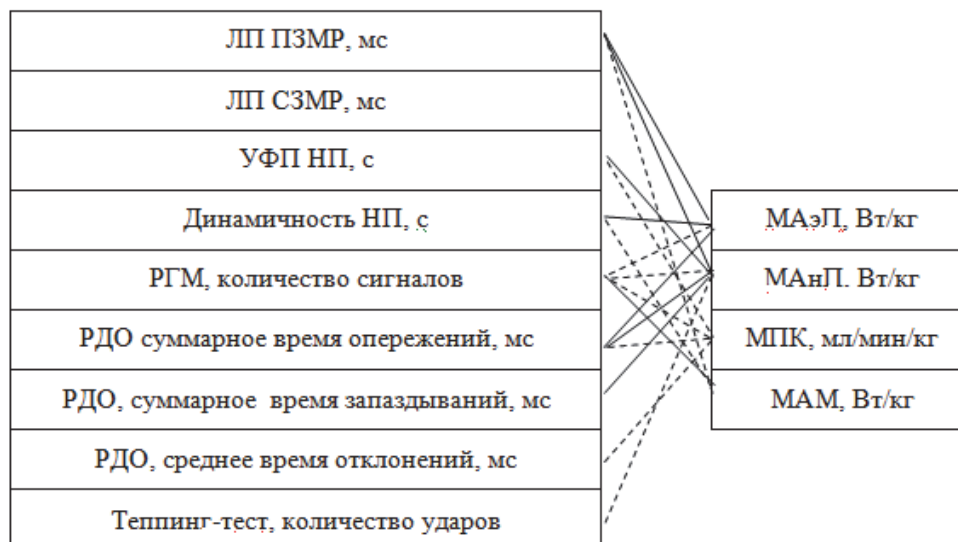 ЛП ПЗМР, мс
ЛП СЗМР, мс
УФП НП, с
Динамичность НП, с
РГМ, количество сигналов
РДО суммарное время опережений, мс
РДО, суммарное время запаздываний, мс
РДО, среднее время отклонений, мс
Теппинг-тест, количество ударов
МАэП, Вт/кг
МАнП. Вт/кг
МПК, мл/мин/кг
МАМ, Вт/кг